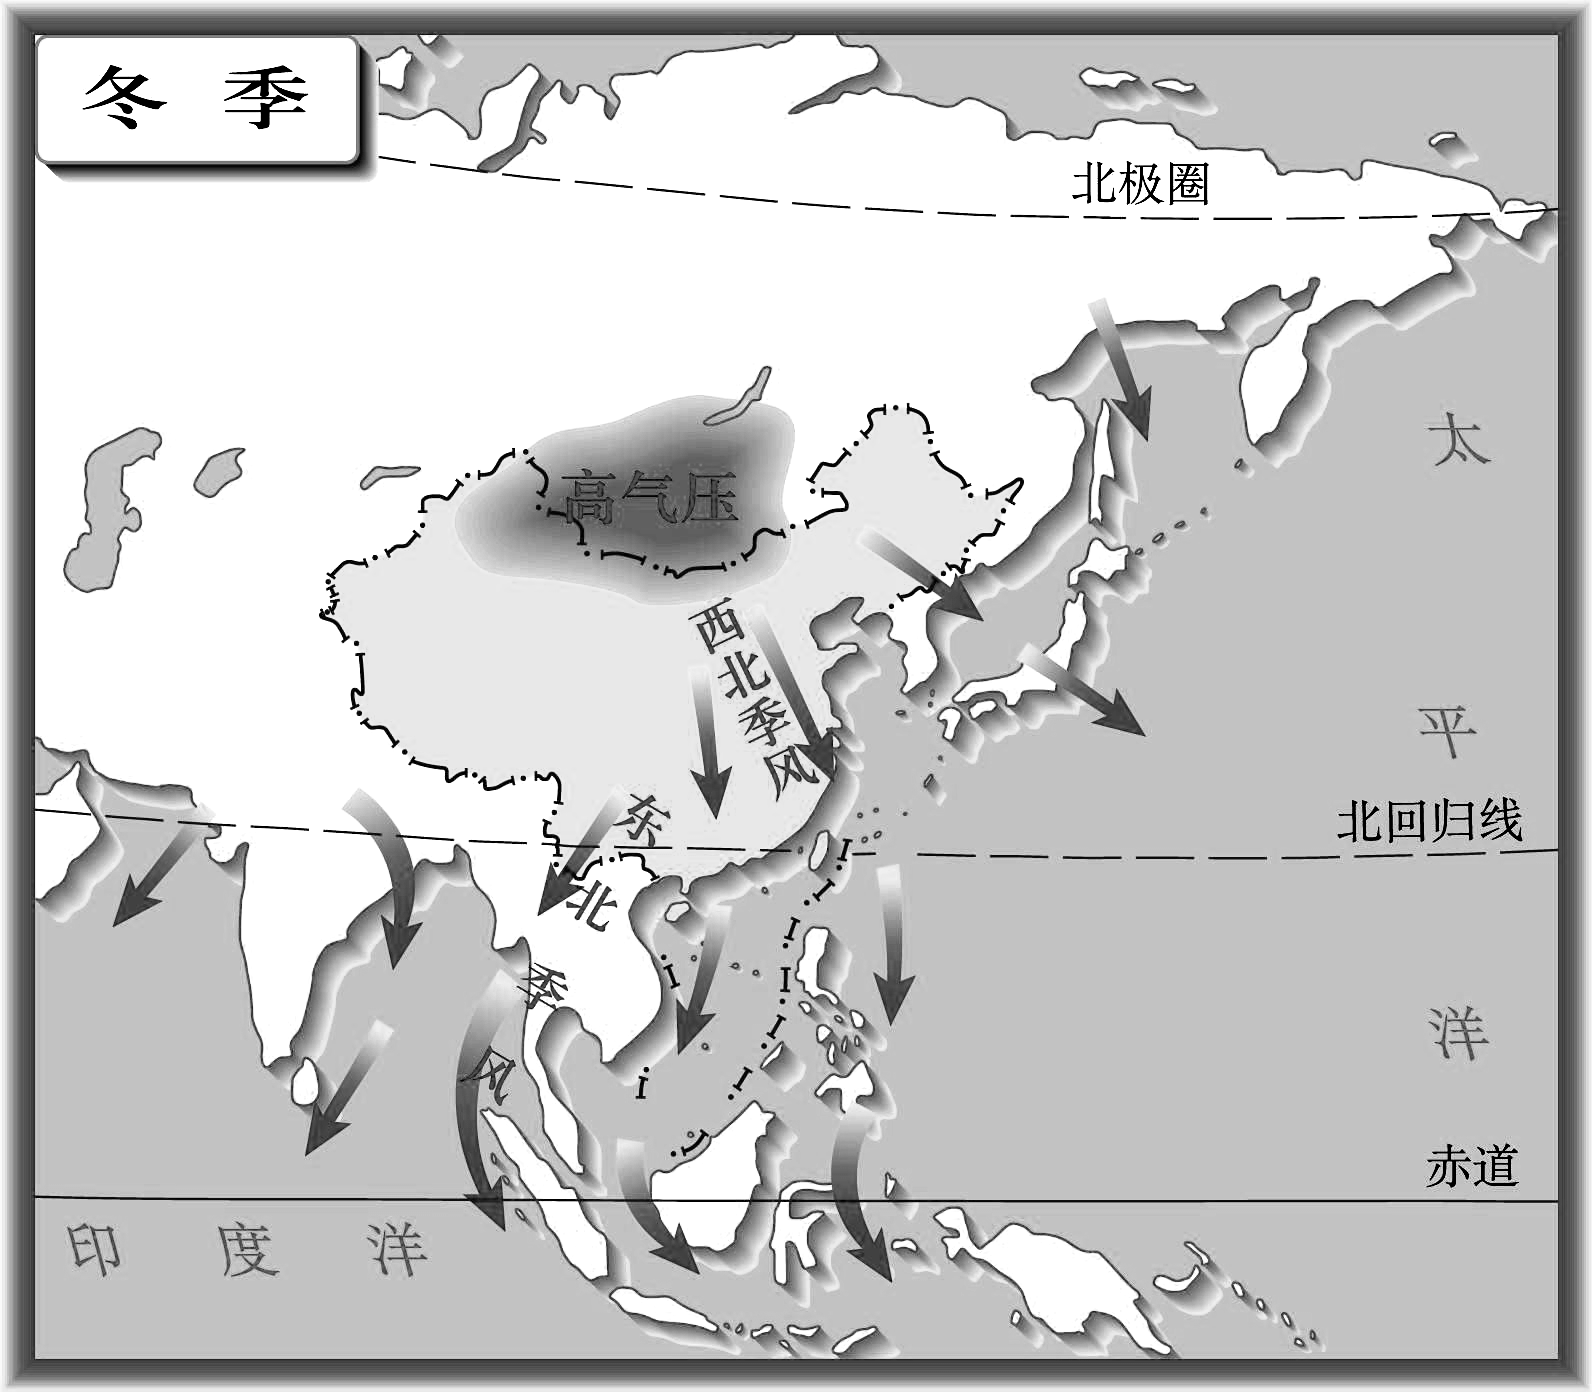 冬 季
北极圈
太
平
洋
高气压
西北季风
东北季风
北回归线
赤道
印 度 洋